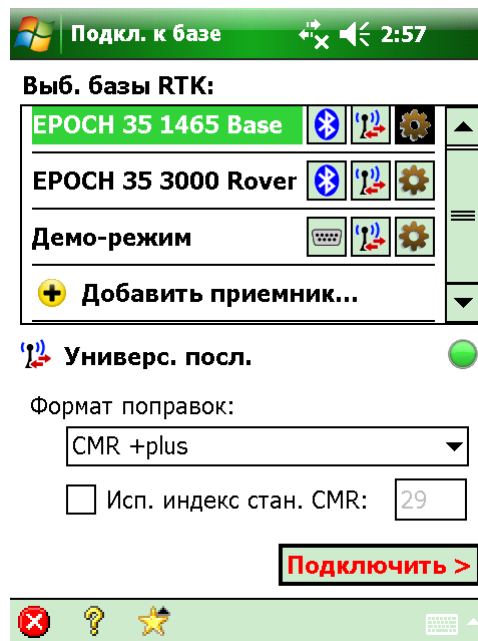 Подкл. к базе 2:57
Выб. базы RTK:
EPOCH 35 1465 Base
EPOCH 35 3000 Rover
Демо-режим
Добавить приемник...
Универс. посл.
Формат поправок:
CMR +plus
Исп. индекс стан. CMR: 29
Подключить >